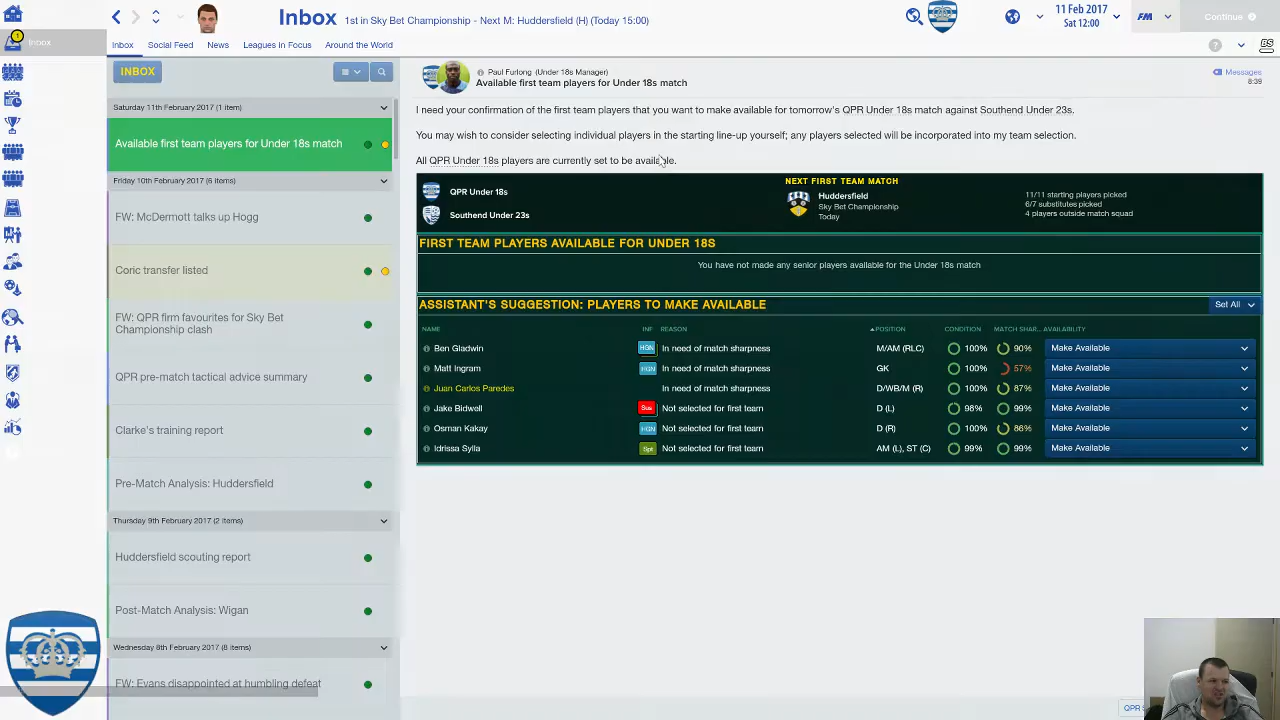 Inbox
1st in Sky Bet Championship - Next M: Huddersfield (H) (Today 15:00)
11 Feb 2017
Sat 12:00
FM
Continue
1
Inbox
Inbox
Social Feed
News
Leagues in Focus
Around the World
?
BS
INBOX
Saturday 11th February 2017 (1 item)
Available first team players for Under 18s match
Friday 10th February 2017 (6 items)
FW: McDermott talks up Hogg
Coric transfer listed
FW: QPR firm favourites for Sky Bet
Championship clash
QPR pre-match tactical advice summary
Clarke's training report
Pre-Match Analysis: Huddersfield
Thursday 9th February 2017 (2 items)
Huddersfield scouting report
Post-Match Analysis: Wigan
Wednesday 8th February 2017 (8 items)
FW: Evans disappointed at humbling defeat
Paul Furlong (Under 18s Manager)
Available first team players for Under 18s match
Messages
8:39
I need your confirmation of the first team players that you want to make available for tomorrow's QPR Under 18s match against Southend Under 23s.
You may wish to consider selecting individual players in the starting line-up yourself; any players selected will be incorporated into my team selection.
All QPR Under 18s players are currently set to be available.
QPR Under 18s
Southend Under 23s
NEXT FIRST TEAM MATCH
Huddersfield
Sky Bet Championship
Today
11/11 starting players picked
6/7 substitutes picked
4 players outside match squad
FIRST TEAM PLAYERS AVAILABLE FOR UNDER 18S
You have not made any senior players available for the Under 18s match
ASSISTANT'S SUGGESTION: PLAYERS TO MAKE AVAILABLE
Set All
NAME INF REASON POSITION CONDITION MATCH SHAR... AVAILABILITY
Ben Gladwin HGN In need of match sharpness M/AM (RLC) 100% 90% Make Available
Matt Ingram HGN In need of match sharpness GK 100% 57% Make Available
Juan Carlos Paredes In need of match sharpness D/WB/M (R) 100% 87% Make Available
Jake Bidwell Sus Not selected for first team D (L) 98% 99% Make Available
Osman Kakay HGN Not selected for first team D (R) 100% 86% Make Available
Idrissa Sylla Spt Not selected for first team AM (L), ST (C) 99% 99% Make Available
QPR